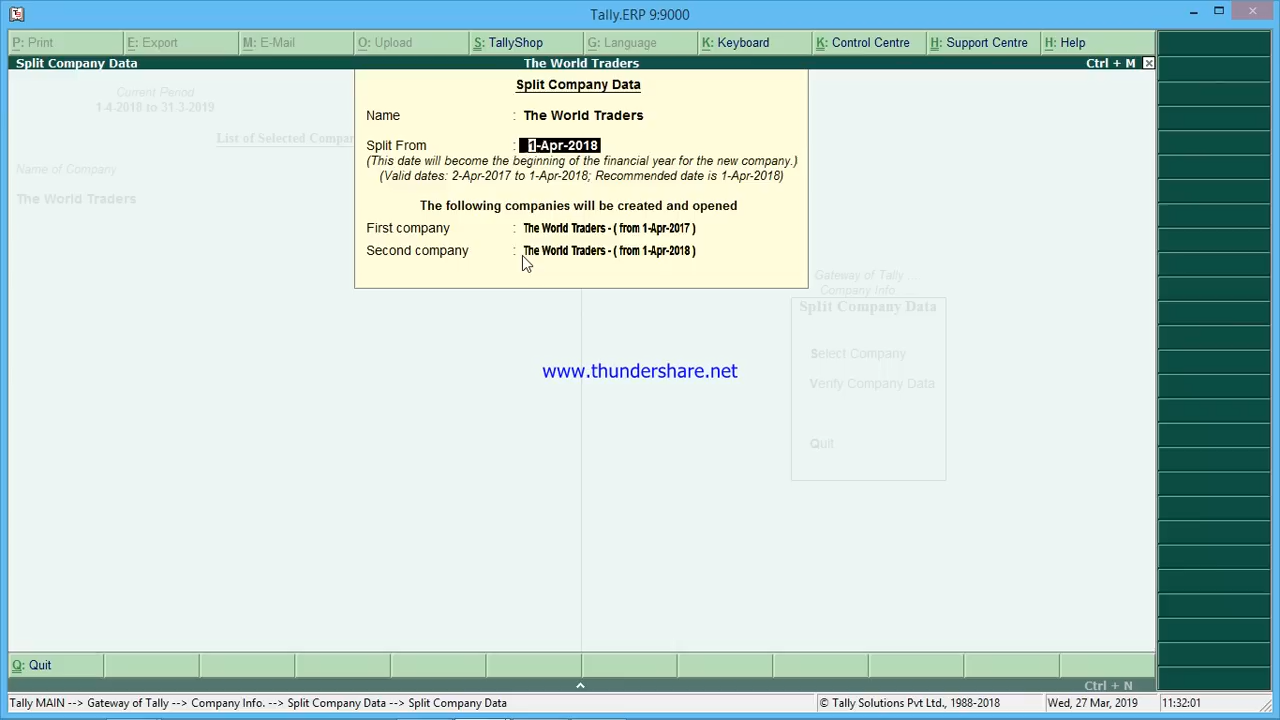 Tally.ERP 9:9000
P: Print
E: Export
M: E-Mail
O: Upload
S: TallyShop
G: Language
K: Keyboard
K: Control Centre
H: Support Centre
H: Help
Split Company Data
The World Traders
Ctrl + M
Current Period
1-4-2018 to 31-3-2019
List of Selected Compan
Name of Company
The World Traders
Split Company Data
Name : The World Traders
Split From : 1-Apr-2018
(This date will become the beginning of the financial year for the new company.)
(Valid dates: 2-Apr-2017 to 1-Apr-2018; Recommended date is 1-Apr-2018)
The following companies will be created and opened
First company : The World Traders - ( from 1-Apr-2017 )
Second company : The World Traders - ( from 1-Apr-2018 )
Gateway of Tally ...
Company Info. ...
Split Company Data
Select Company
Verify Company Data
Quit
www.thundershare.net
Q: Quit
Ctrl + N
Tally MAIN --> Gateway of Tally --> Company Info. --> Split Company Data --> Split Company Data
© Tally Solutions Pvt Ltd., 1988-2018
Wed, 27 Mar, 2019
11:32:01